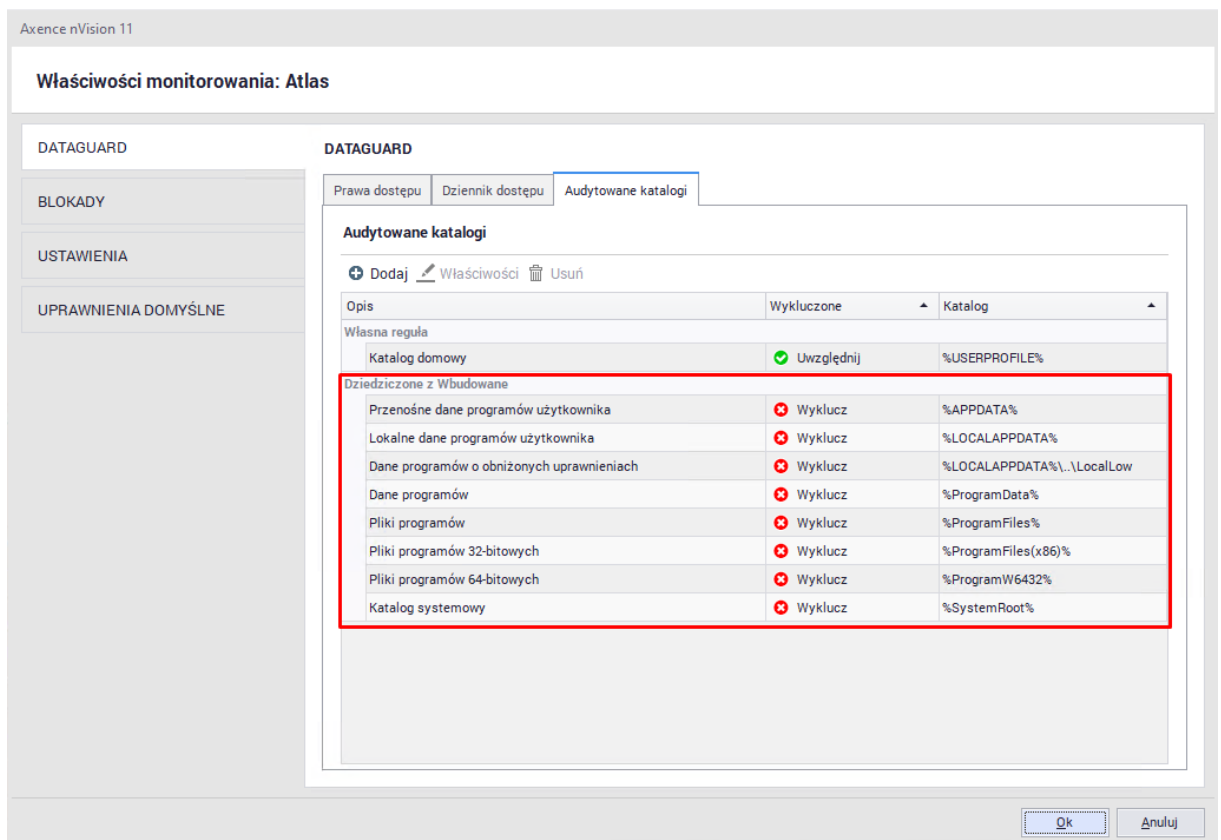 Axence nVision 11
Właściwości monitorowania: Atlas
DATAGUARD
BLOKADY
USTAWIENIA
UPRAWNIENIA DOMYŚLNE
DATAGUARD
Prawa dostępu Dziennik dostępu Audytowane katalogi
Audytowane katalogi
Dodaj Właściwości Usuń
Opis Wykluczone Katalog
Własna reguła
Katalog domowy Uwzględnij %USERPROFILE%
Dziedziczone z Wbudowane
Przenośne dane programów użytkownika Wyklucz %APPDATA%
Lokalne dane programów użytkownika Wyklucz %LOCALAPPDATA%
Dane programów o obniżonych uprawnieniach Wyklucz %LOCALAPPDATA%\..\LocalLow
Dane programów Wyklucz %ProgramData%
Pliki programów Wyklucz %ProgramFiles%
Pliki programów 32-bitowych Wyklucz %ProgramFiles(x86)%
Pliki programów 64-bitowych Wyklucz %ProgramW6432%
Katalog systemowy Wyklucz %SystemRoot%
Ok Anuluj